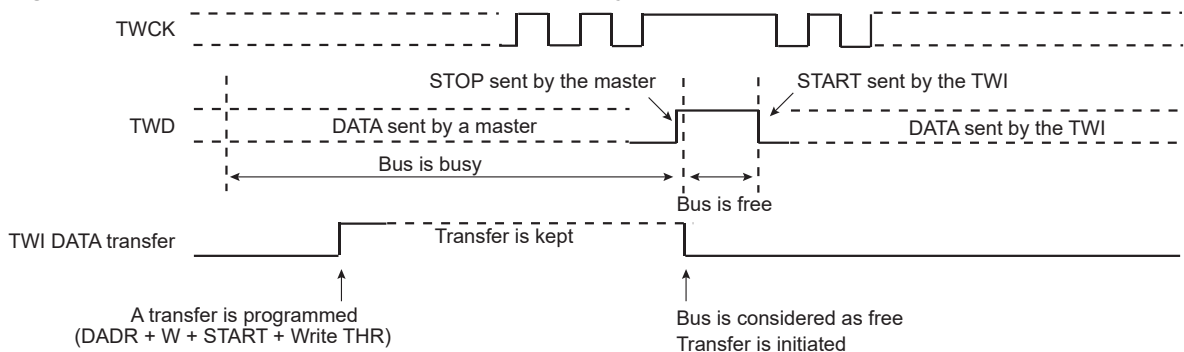 TWCK
STOP sent by the master
START sent by the TWI
TWD
DATA sent by a master
DATA sent by the TWI
Bus is busy
Bus is free
TWI DATA transfer
Transfer is kept
A transfer is programmed
(DADR + W + START + Write THR)
Bus is considered as free
Transfer is initiated